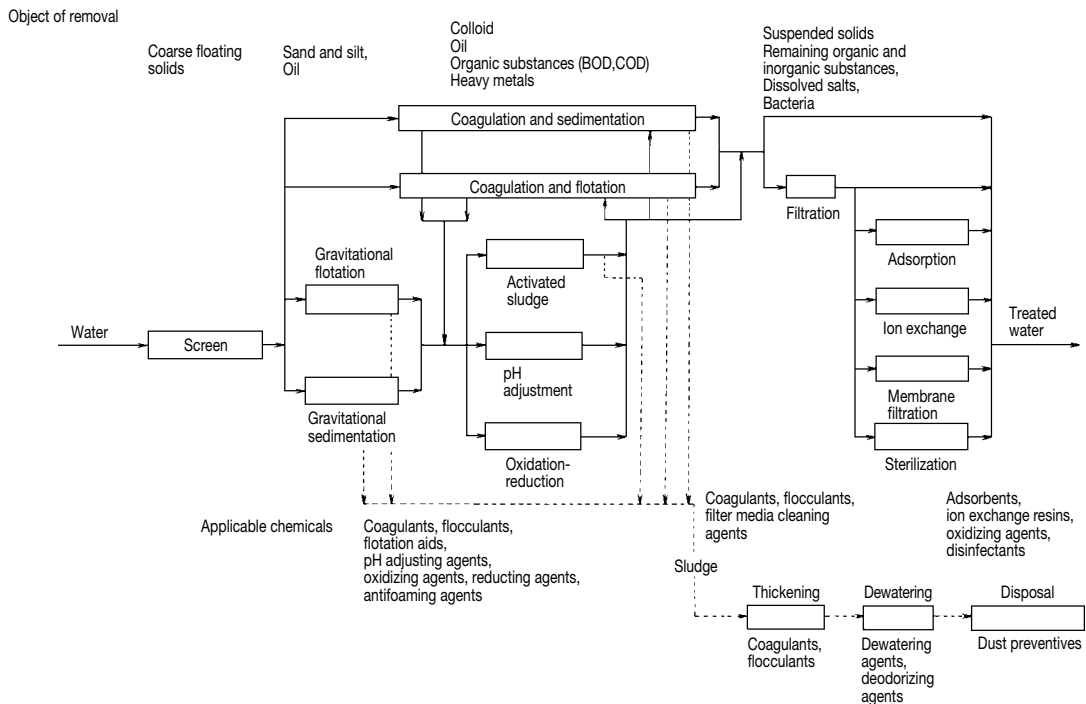 Object of removal
Coarse floating
solids
Sand and silt,
Oil
Colloid
Oil
Organic substances (BOD,COD)
Heavy metals
Suspended solids
Remaining organic and
inorganic substances,
Dissolved salts,
Bacteria
Coagulation and sedimentation
Coagulation and flotation
Filtration
Gravitational
flotation
Activated
sludge
Adsorption
Ion exchange
Water
Screen
pH
adjustment
Treated
water
Membrane
filtration
Gravitational
sedimentation
Oxidation-
reduction
Sterilization
Applicable chemicals
Coagulants, flocculants,
flotation aids,
pH adjusting agents,
oxidizing agents, reducting agents,
antifoaming agents
Coagulants, flocculants,
filter media cleaning
agents
Adsorbents,
ion exchange resins,
oxidizing agents,
disinfectants
Sludge
Thickening
Dewatering
Disposal
Coagulants,
flocculants
Dewatering
agents,
deodorizing
agents
Dust preventives